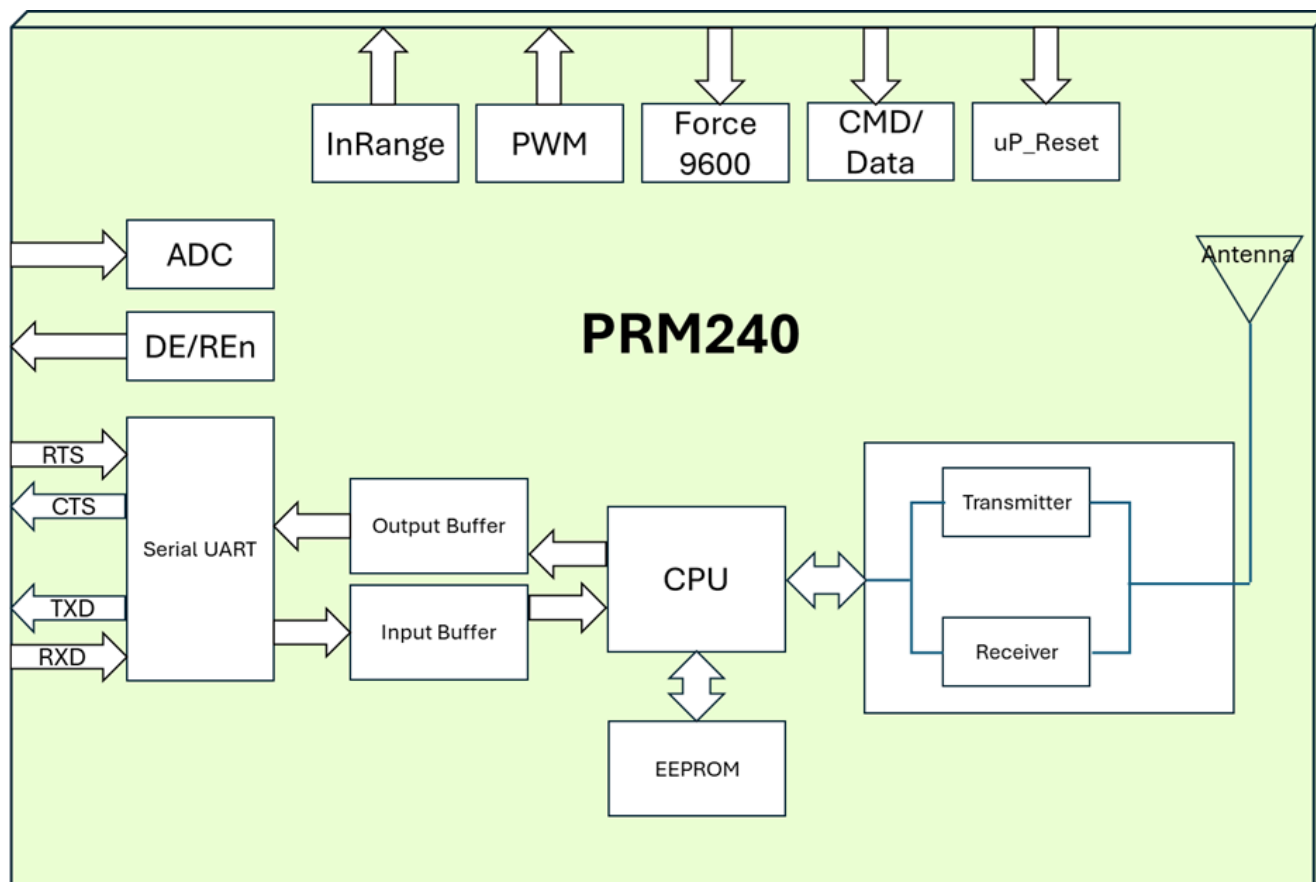 InRange
PWM
Force
9600
CMD/
Data
uP_Reset
ADC
Antenna
DE/REn
PRM240
RTS
CTS
Serial UART
TXD
RXD
Output Buffer
Input Buffer
CPU
Transmitter
Receiver
EEPROM